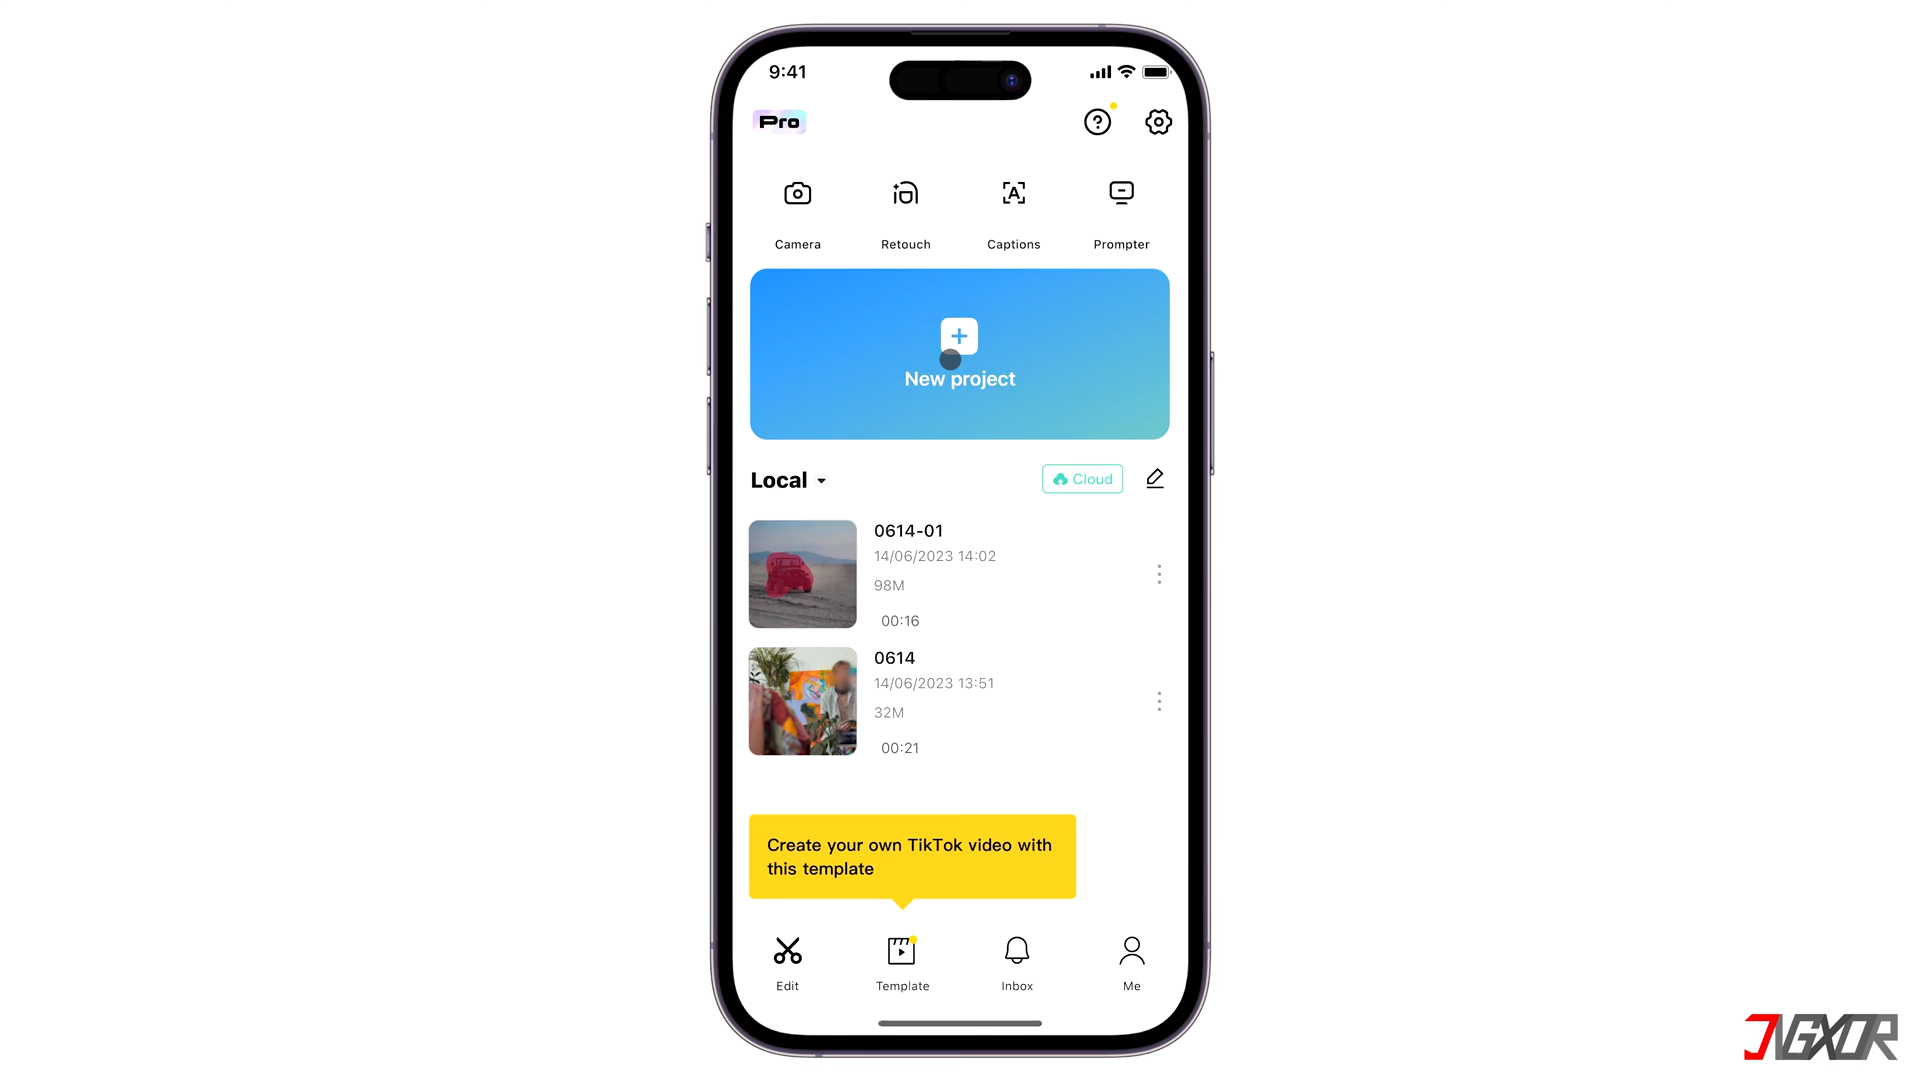 9:41
Pro
Camera
Retouch
Captions
Prompter
New project
Local
Cloud
0614-01
14/06/2023 14:02
98M
00:16
0614
14/06/2023 13:51
32M
00:21
Create your own TikTok video with
this template
Edit
Template
Inbox
Me
JVGXOR